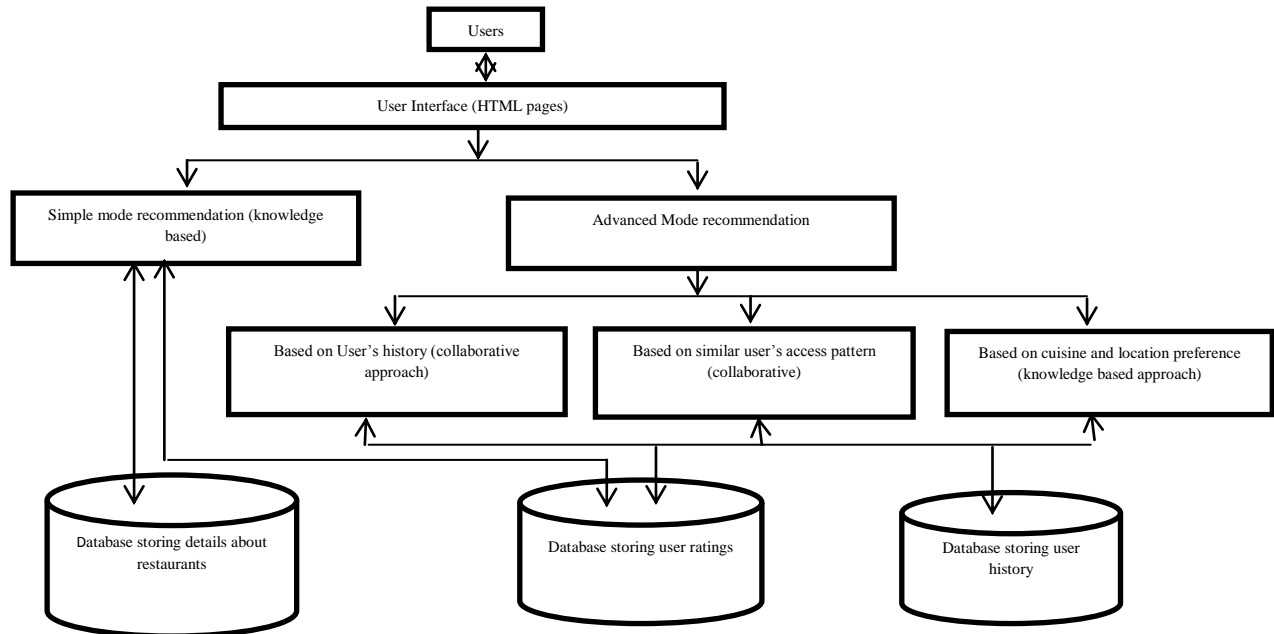 Users
User Interface (HTML pages)
Simple mode recommendation (knowledge
based)
Advanced Mode recommendation
Based on User’s history (collaborative
approach)
Based on similar user’s access pattern
(collaborative)
Based on cuisine and location preference
(knowledge based approach)
Database storing details about
restaurants
Database storing user ratings
Database storing user
history